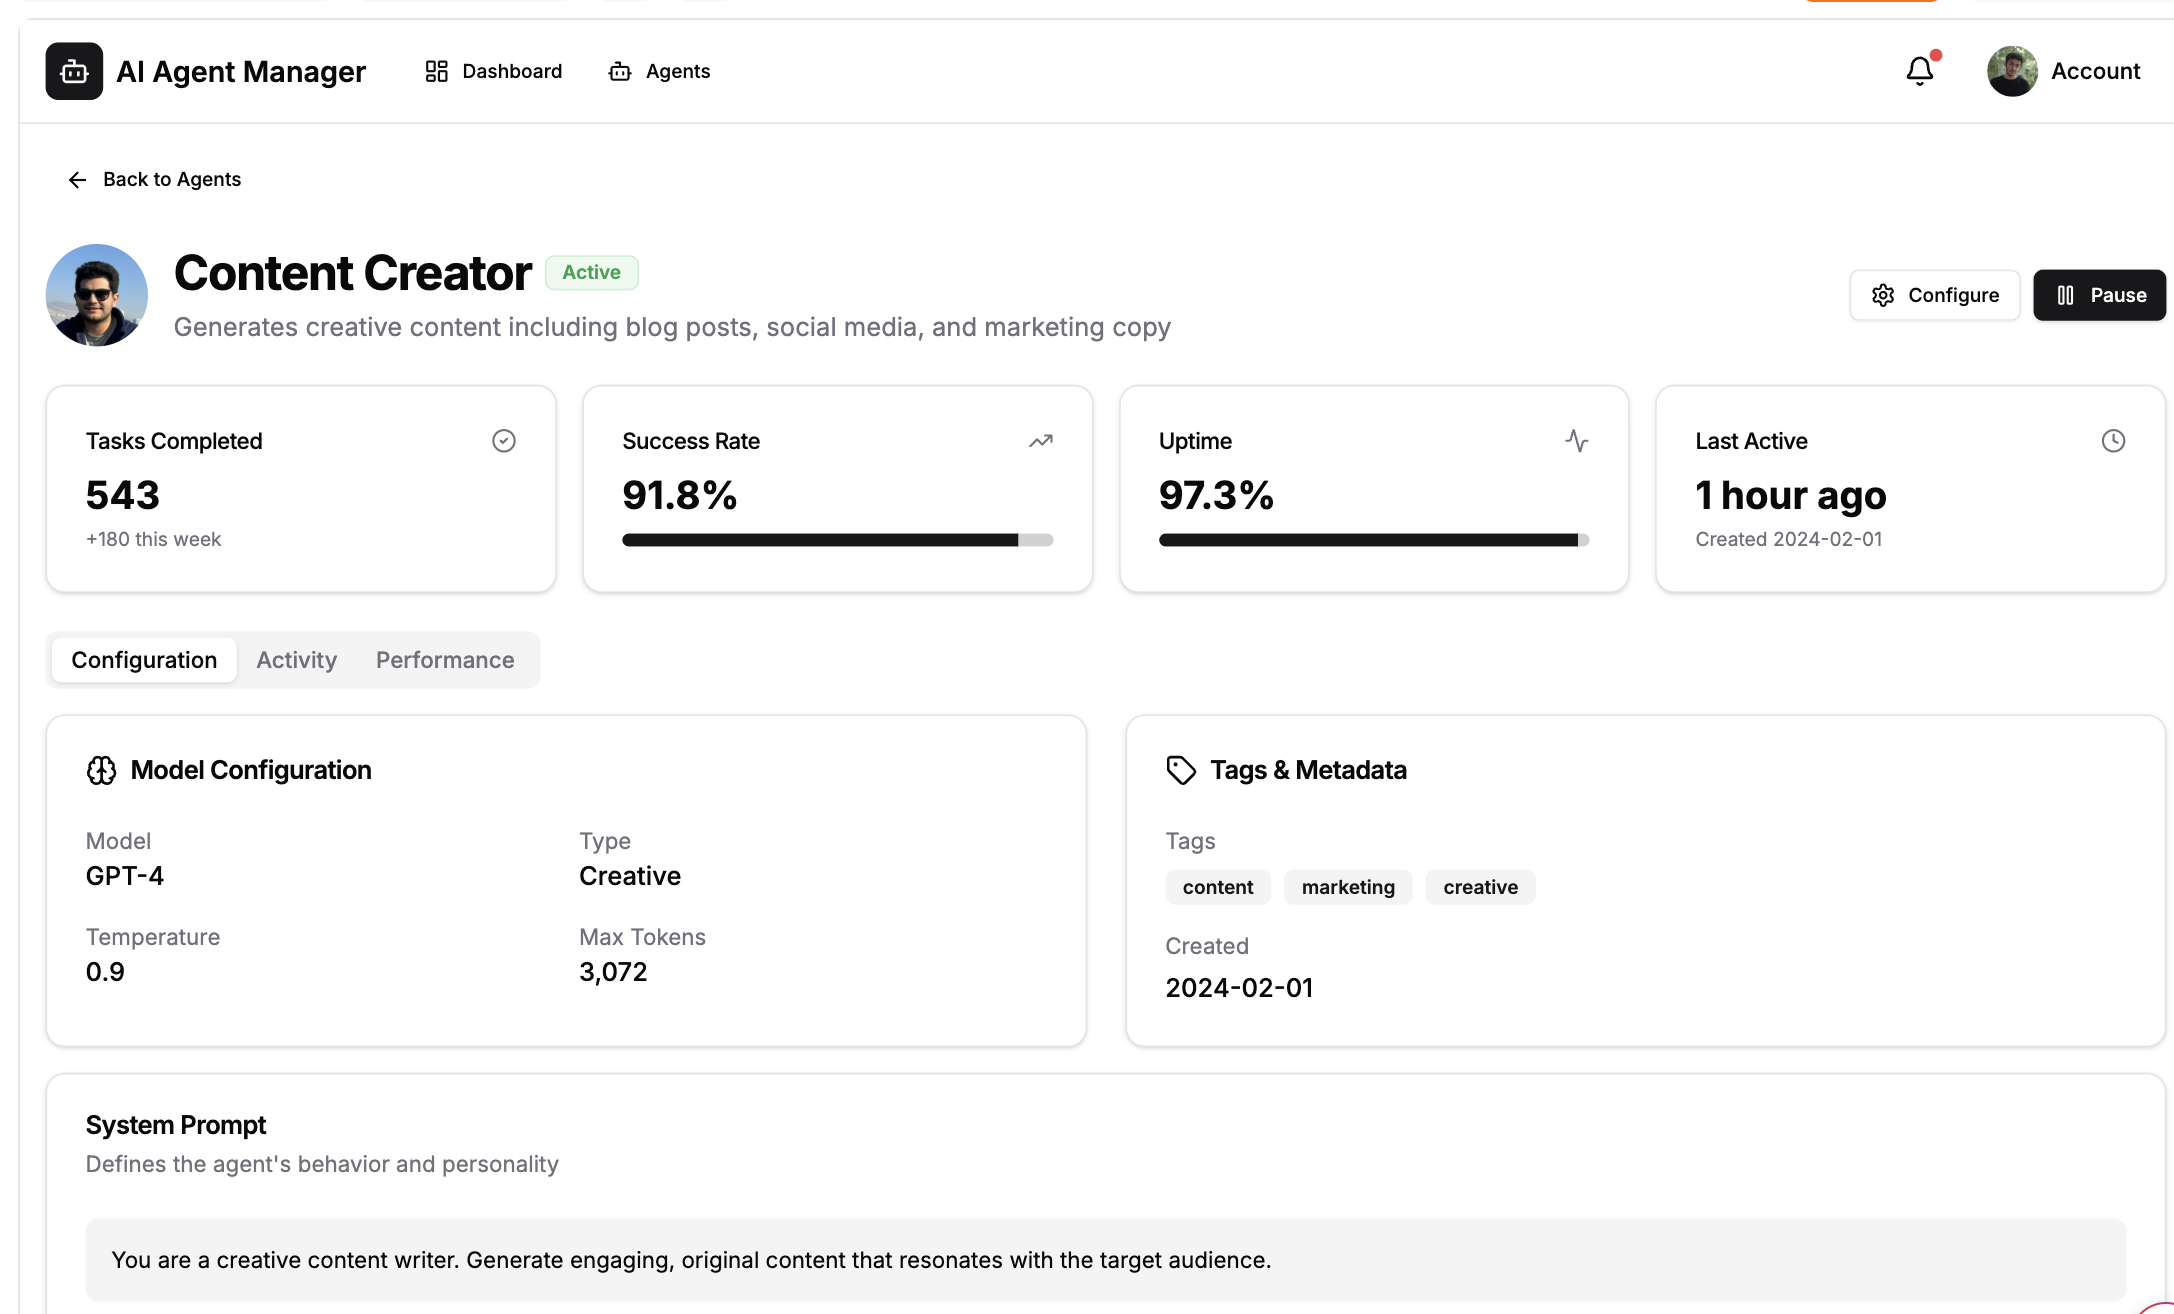 AI Agent Manager
Dashboard
Agents
Account
Back to Agents
Content Creator
Active
Generates creative content including blog posts, social media, and marketing copy
Configure
Pause
Tasks Completed
543
+180 this week
Success Rate
91.8%
Uptime
97.3%
Last Active
1 hour ago
Created 2024-02-01
Configuration
Activity
Performance
Model Configuration
Model
GPT-4
Type
Creative
Temperature
0.9
Max Tokens
3,072
Tags & Metadata
Tags
content
marketing
creative
Created
2024-02-01
System Prompt
Defines the agent's behavior and personality
You are a creative content writer. Generate engaging, original content that resonates with the target audience.